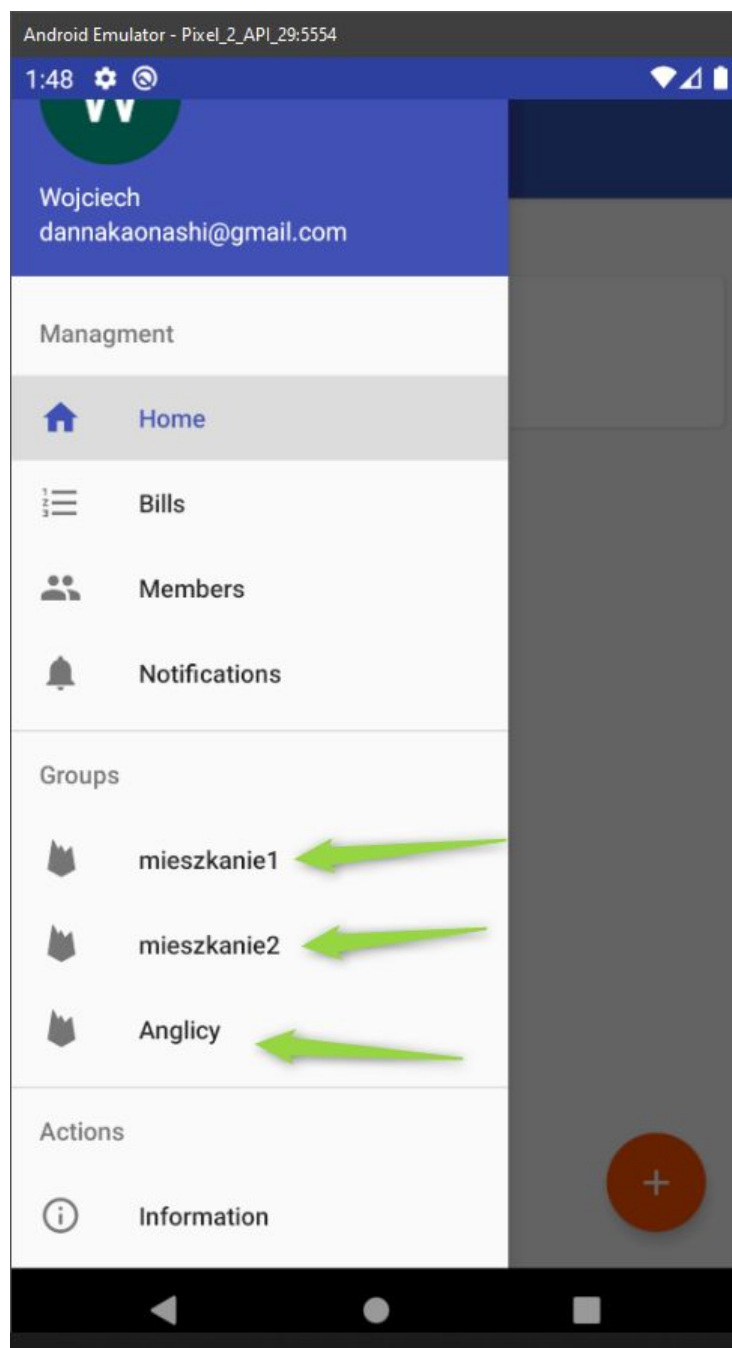 Android Emulator - Pixel_2_API_29:5554
1:48
W
Wojciech
dannakaonashi@gmail.com
Managment
Home
Bills
Members
Notifications
Groups
mieszkanie1
mieszkanie2
Anglicy
Actions
Information